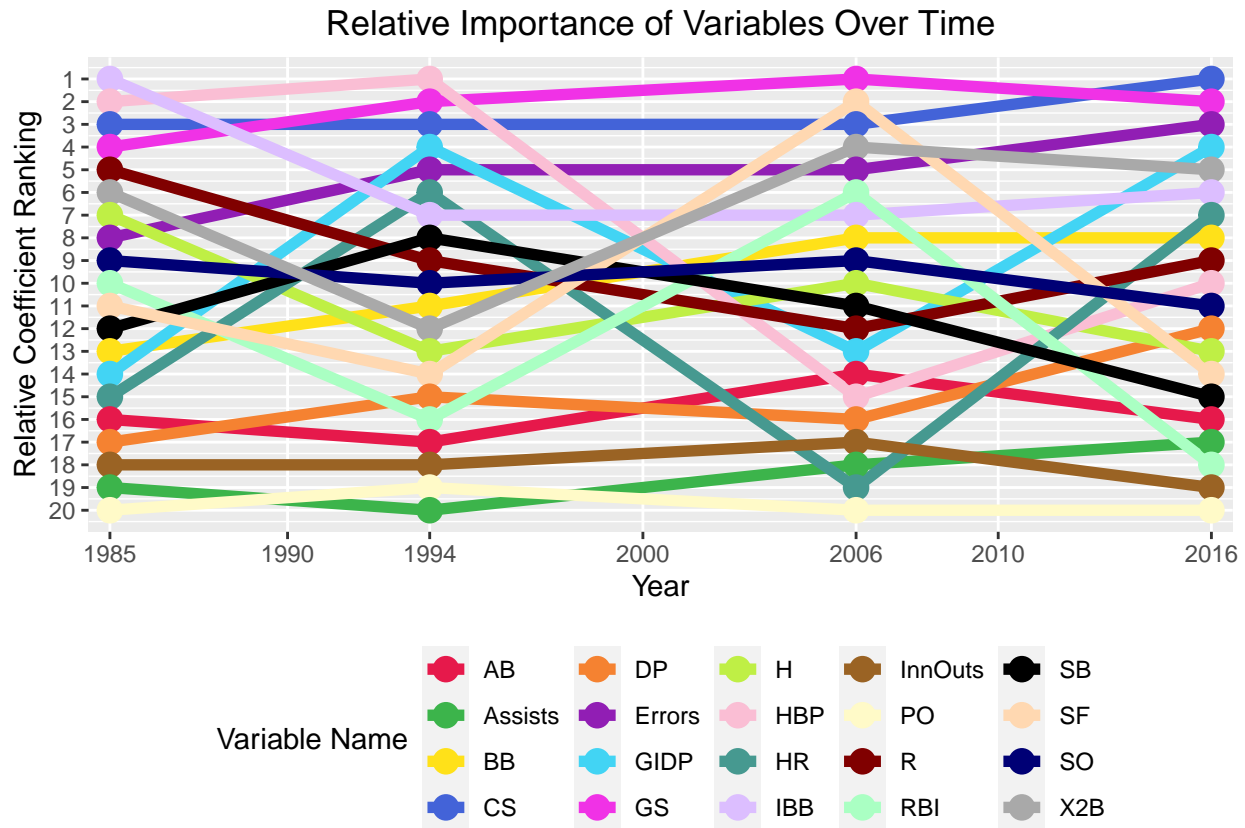 Relative Importance of Variables Over Time
Relative Coefficient Ranking
1
2
3
4
5
6
7
8
9
10
11
12
13
14
15
16
17
18
19
20
1985 1990 1994 2000 2006 2010 2016
Year
Variable Name
AB DP H InnOuts SB
Assists Errors HBP PO SF
BB GIDP HR R SO
CS GS IBB RBI X2B